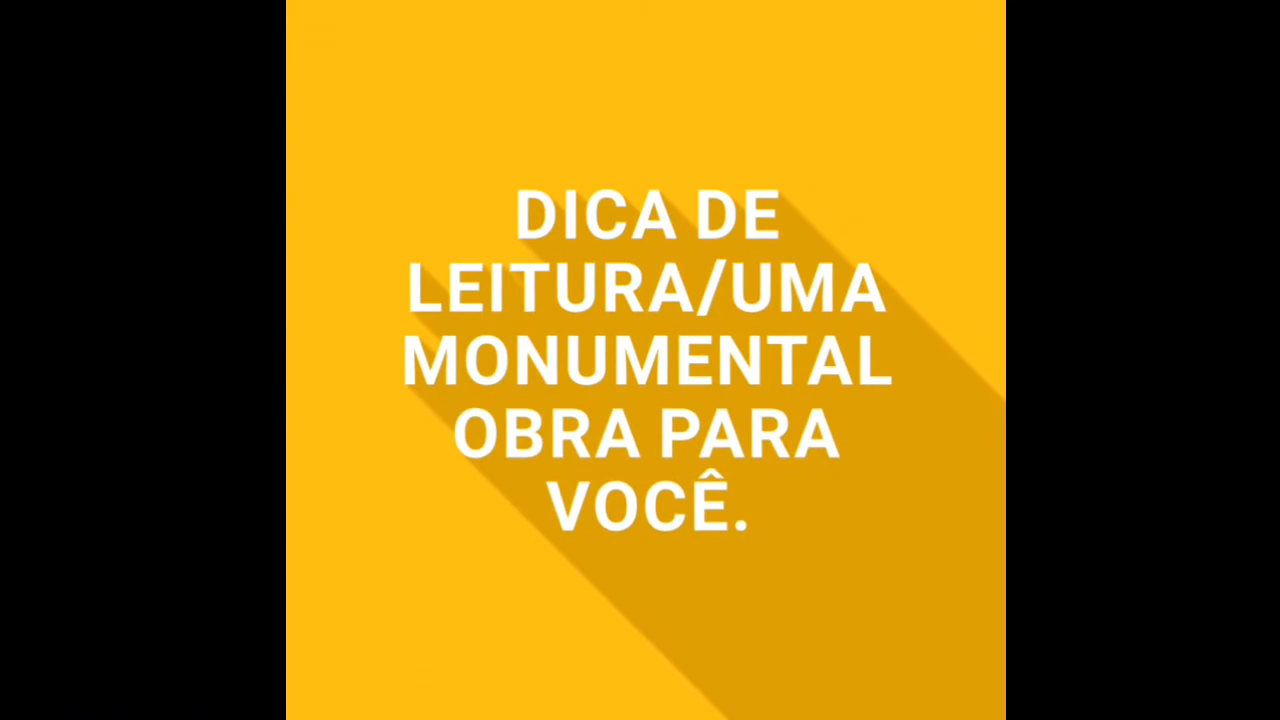 DICA DE
LEITURA/UMA
MONUMENTAL
OBRA PARA
VOCÊ.